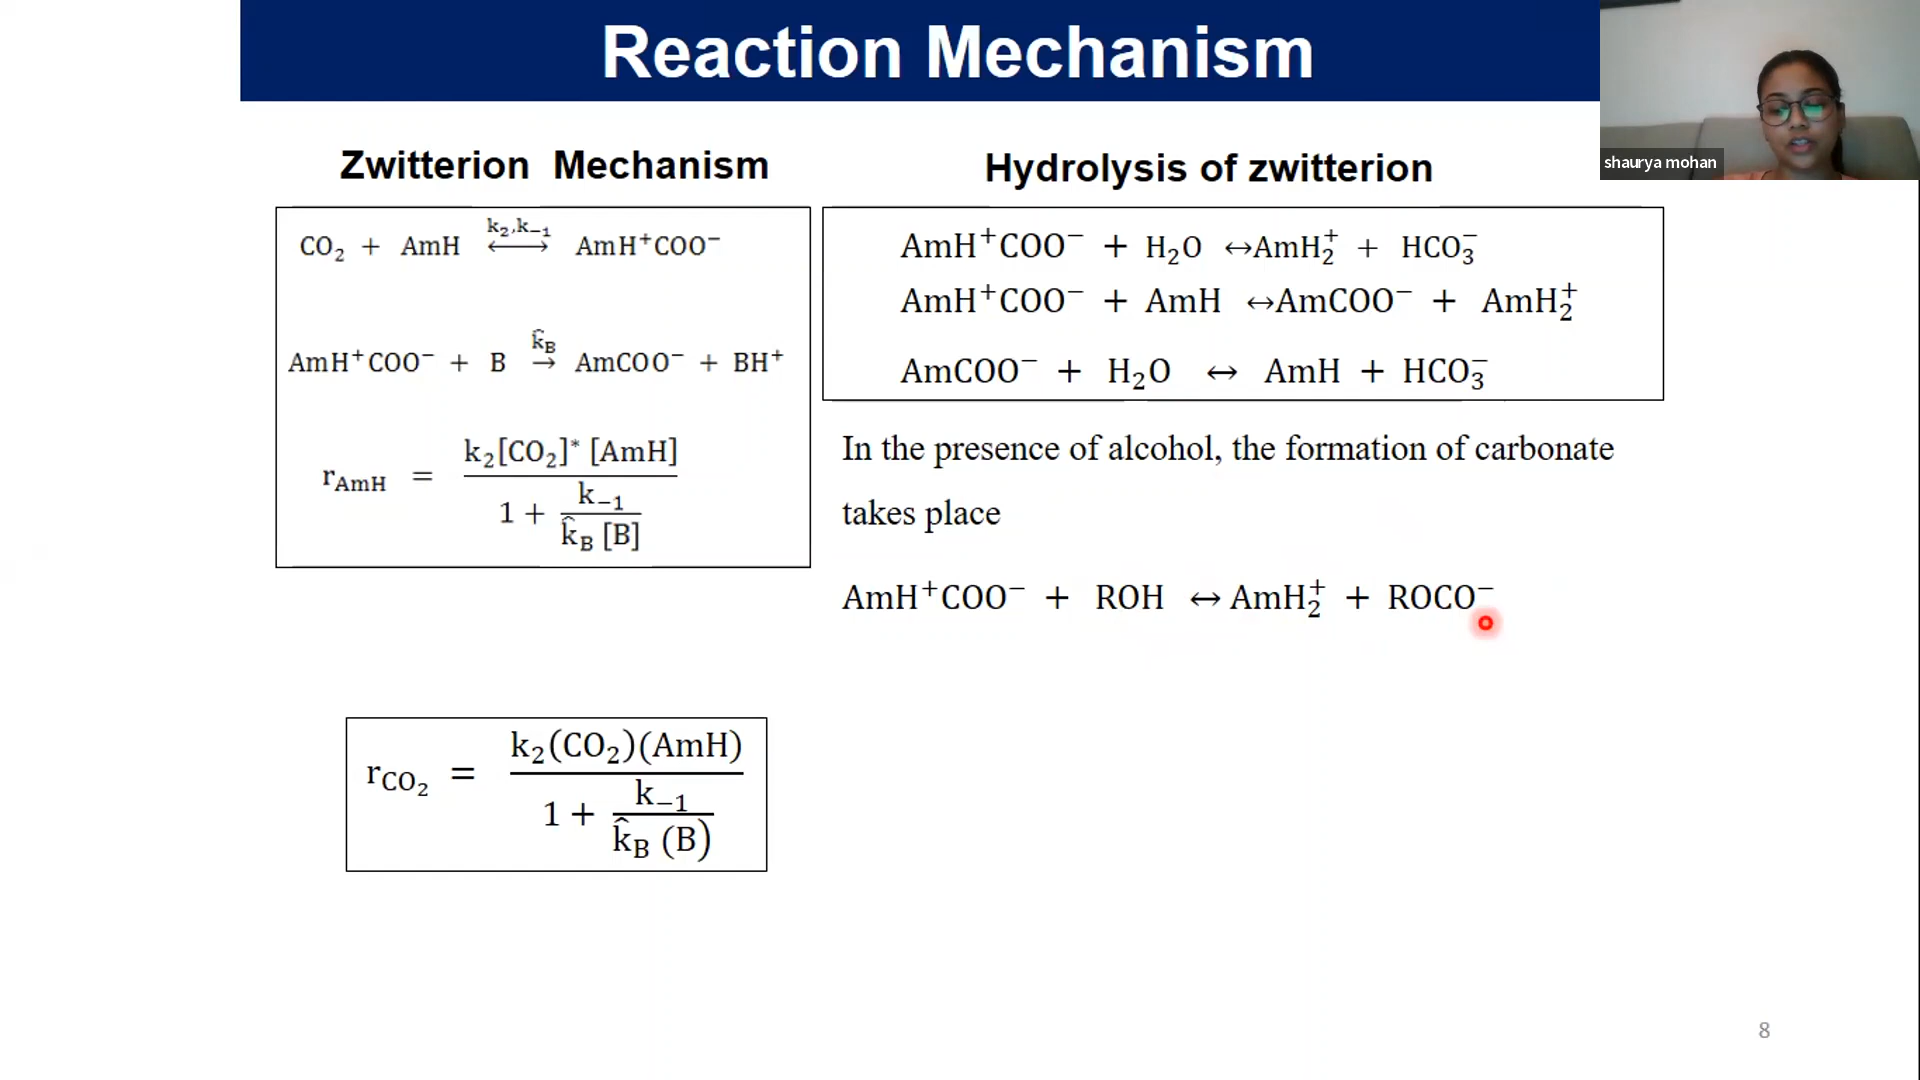 Reaction Mechanism
shaurya mohan
Zwitterion Mechanism
CO₂ + AmH ⟷ AmH⁺COO⁻
k₂,k₋₁
AmH⁺COO⁻ + B → AmCOO⁻ + BH⁺
k̂_B
r_AmH = k₂[CO₂]* [AmH]
1 + k₋₁
k̂_B [B]
Hydrolysis of zwitterion
AmH⁺COO⁻ + H₂O ↔AmH₂⁺ + HCO₃⁻
AmH⁺COO⁻ + AmH ↔AmCOO⁻ + AmH₂⁺
AmCOO⁻ + H₂O ↔ AmH + HCO₃⁻
In the presence of alcohol, the formation of carbonate
takes place
AmH⁺COO⁻ + ROH ↔ AmH₂⁺ + ROCO⁻
r_CO₂ = k₂(CO₂)(AmH)
1 + k₋₁
k̂_B (B)
8